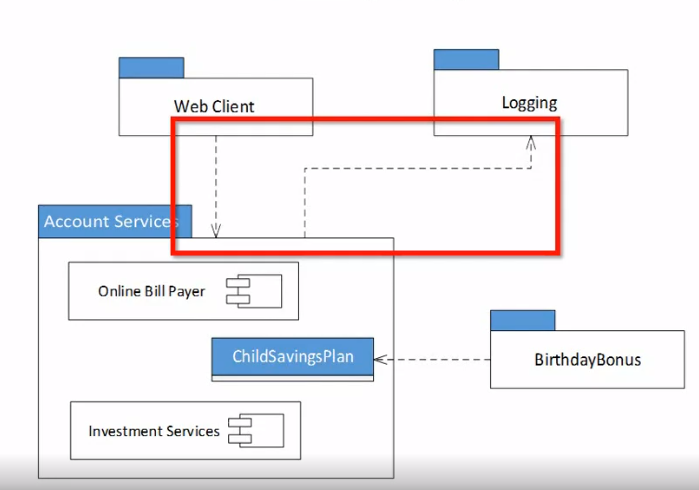 Web Client
Logging
Account Services
Online Bill Payer
ChildSavingsPlan
BirthdayBonus
Investment Services